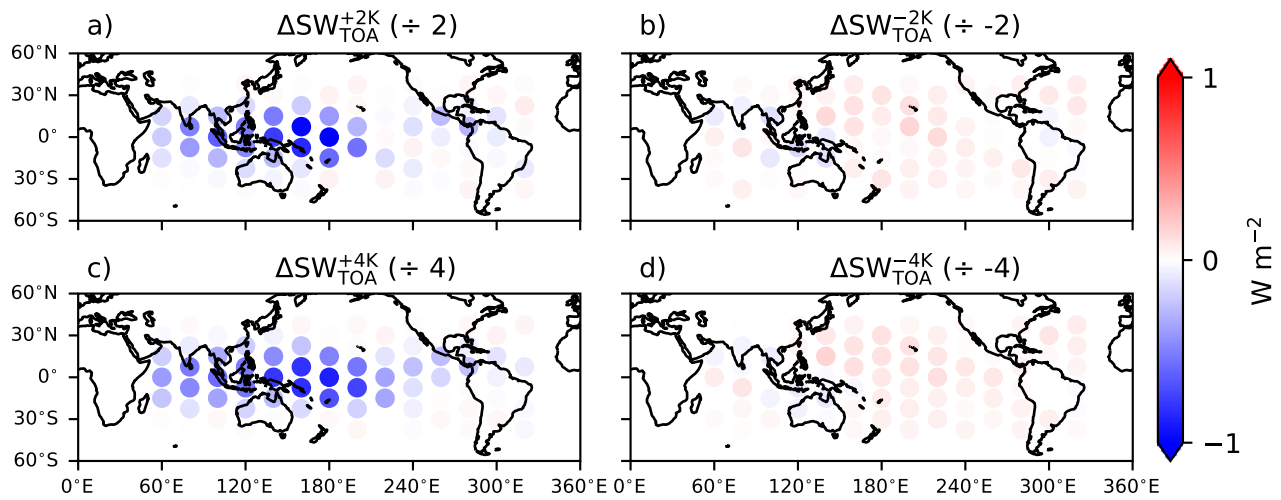 a) ΔSW^{+2K}_{TOA} (÷ 2)
b) ΔSW^{−2K}_{TOA} (÷ -2)
60°N
30°N
0°
30°S
60°S
c) ΔSW^{+4K}_{TOA} (÷ 4)
d) ΔSW^{−4K}_{TOA} (÷ -4)
60°N
30°N
0°
30°S
60°S
0°E 60°E 120°E 180°E 240°E 300°E 360°E
0°E 60°E 120°E 180°E 240°E 300°E 360°E
1
0
−1
W m⁻²